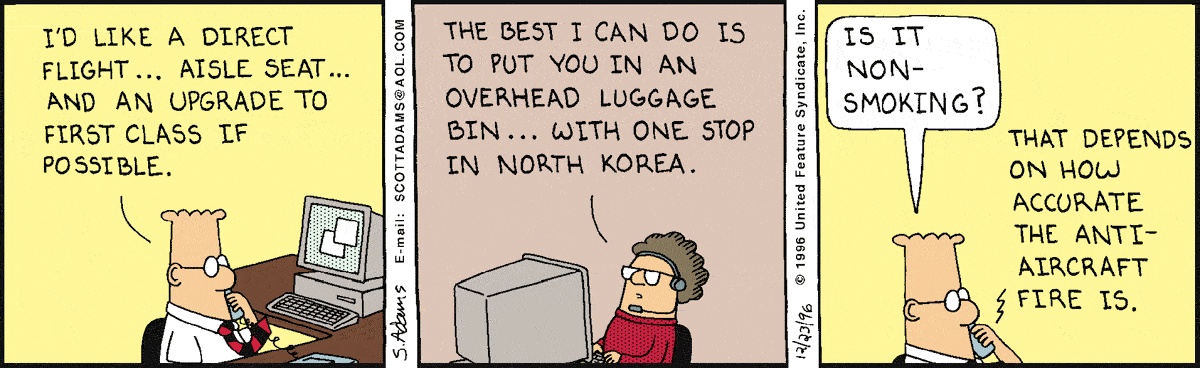 I'D LIKE A DIRECT
FLIGHT... AISLE SEAT...
AND AN UPGRADE TO
FIRST CLASS IF
POSSIBLE.
S.Adams E-mail: SCOTTADAMS@AOL.COM
THE BEST I CAN DO IS
TO PUT YOU IN AN
OVERHEAD LUGGAGE
BIN... WITH ONE STOP
IN NORTH KOREA.
12/23/96 © 1996 United Feature Syndicate, Inc.
IS IT
NON-
SMOKING?
THAT DEPENDS
ON HOW
ACCURATE
THE ANTI-
AIRCRAFT
FIRE IS.